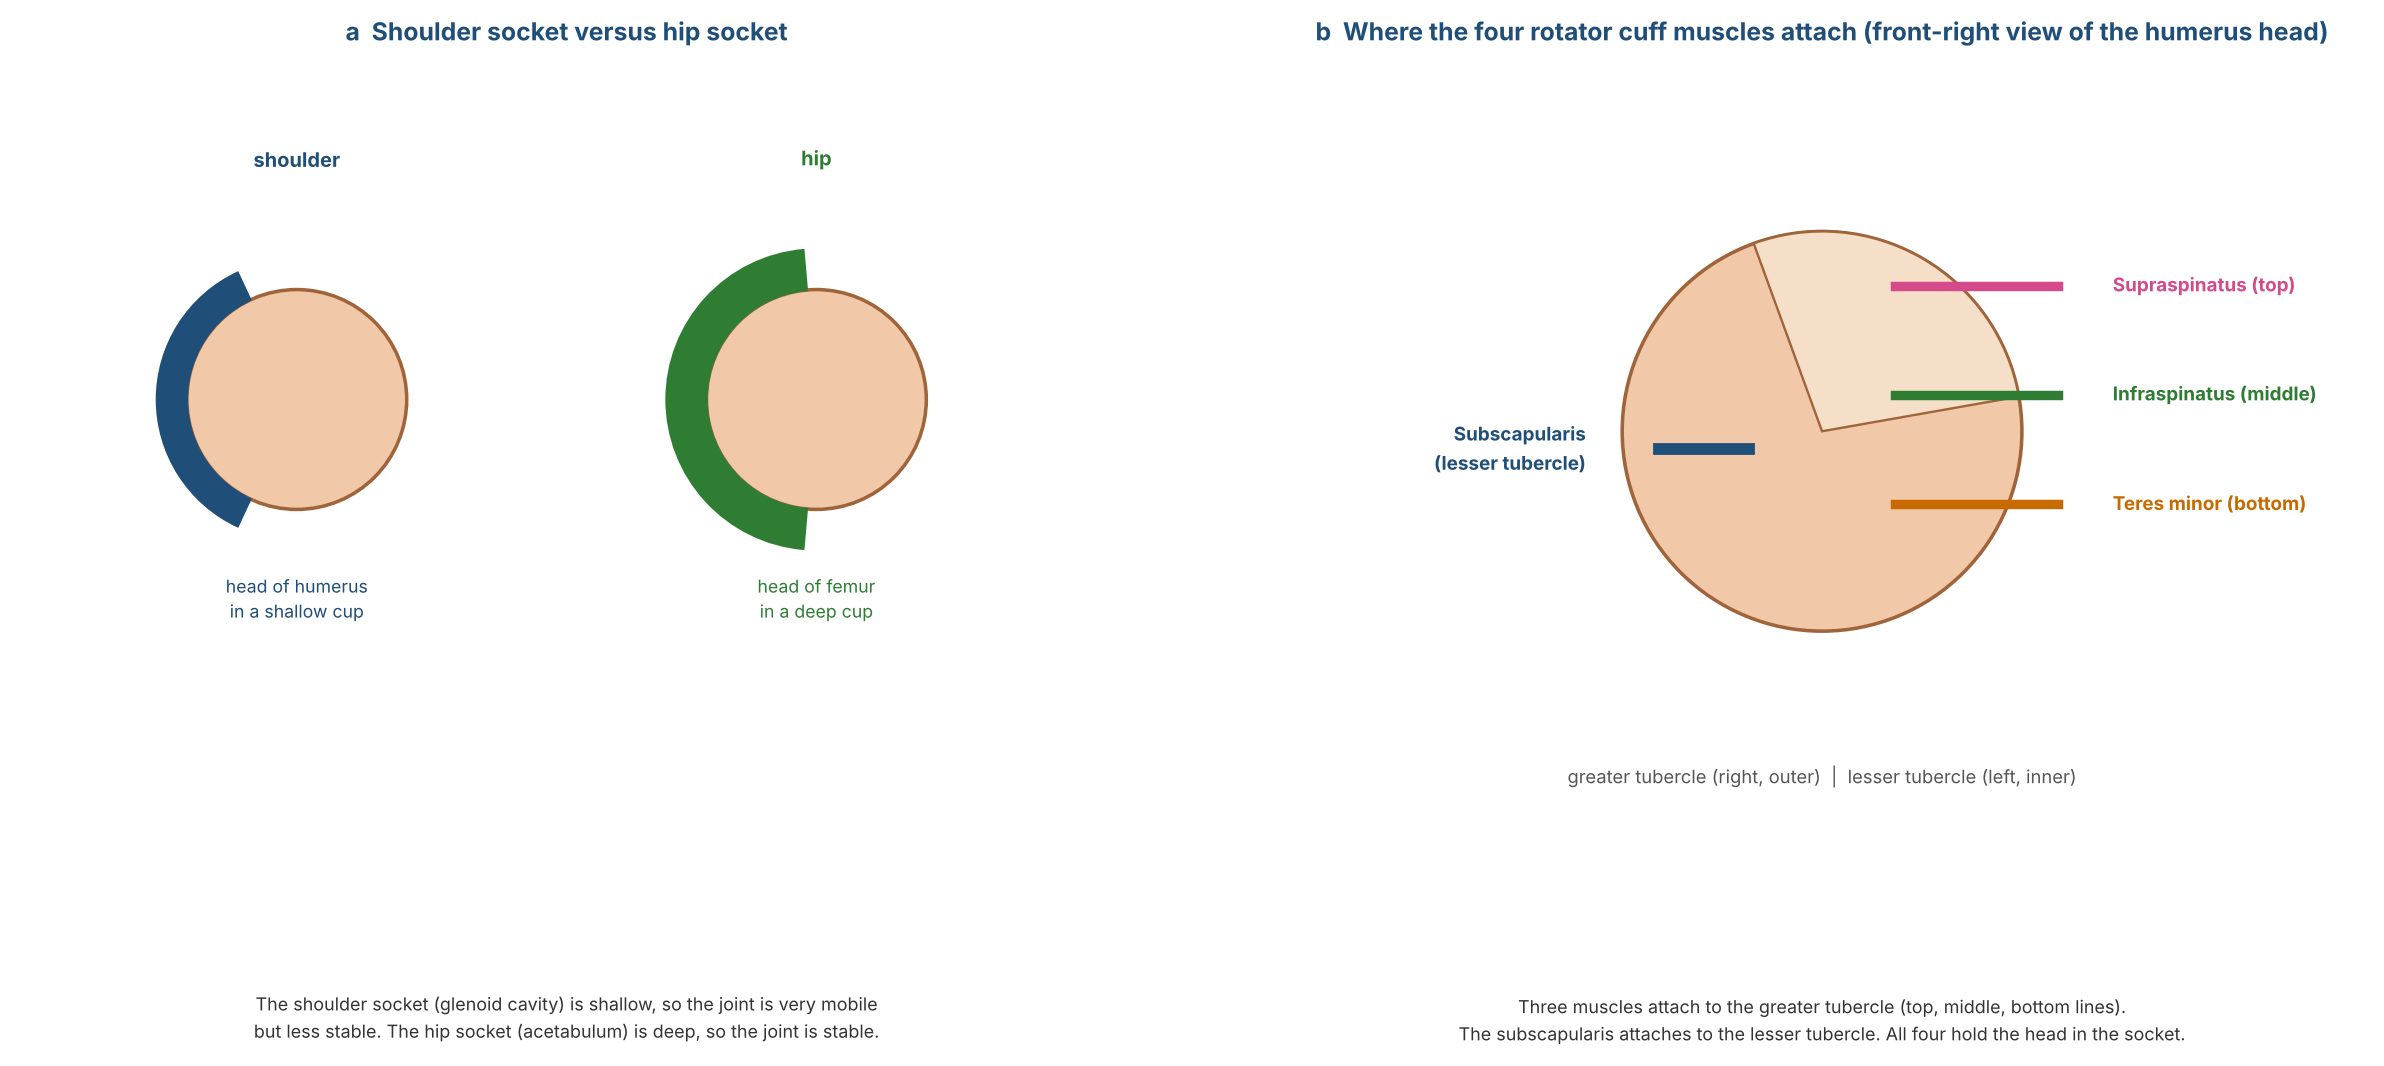 a Shoulder socket versus hip socket
shoulder
hip
head of humerus
in a shallow cup
head of femur
in a deep cup
The shoulder socket (glenoid cavity) is shallow, so the joint is very mobile
but less stable. The hip socket (acetabulum) is deep, so the joint is stable.
b Where the four rotator cuff muscles attach (front-right view of the humerus head)
Supraspinatus (top)
Infraspinatus (middle)
Subscapularis
(lesser tubercle)
Teres minor (bottom)
greater tubercle (right, outer) | lesser tubercle (left, inner)
Three muscles attach to the greater tubercle (top, middle, bottom lines).
The subscapularis attaches to the lesser tubercle. All four hold the head in the socket.